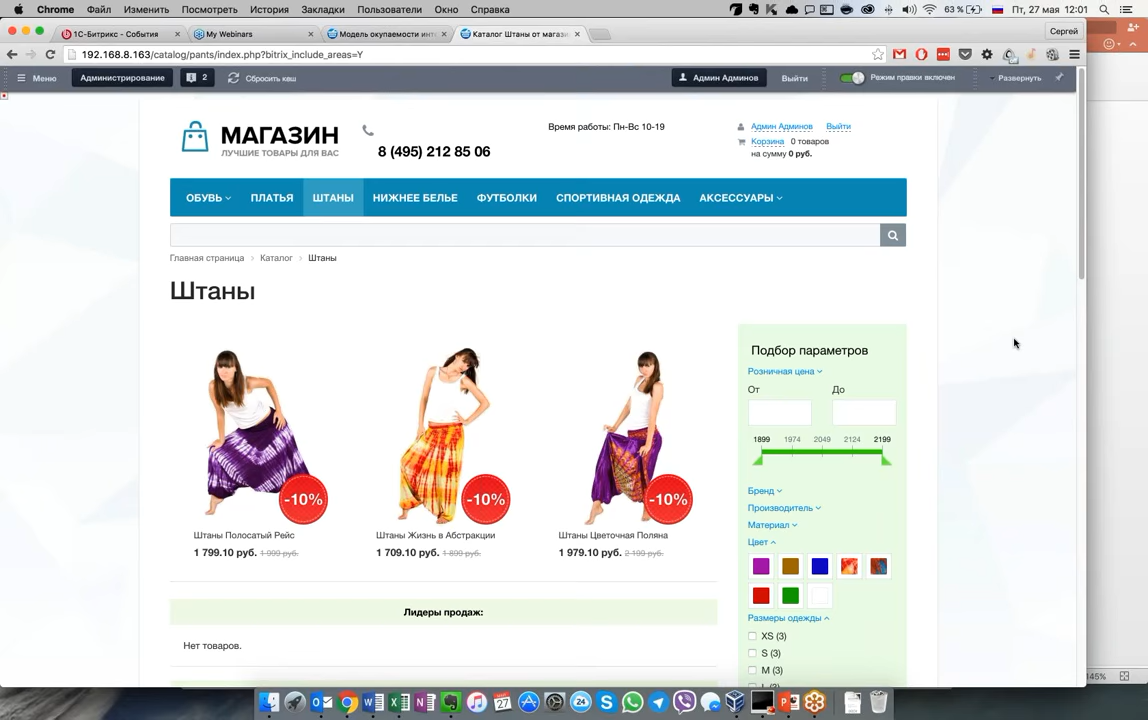 Chrome Файл Изменить Посмотреть История Закладки Пользователи Окно Справка 63 % Пт, 27 мая 12:01
1С-Битрикс - События My Webinars Модель окупаемости инт Каталог Штаны от магази Сергей
192.168.8.163/catalog/pants/index.php?bitrix_include_areas=Y
Меню Администрирование 2 Сбросить кеш Админ Админов Выйти Режим правки включен Развернуть
МАГАЗИН
ЛУЧШИЕ ТОВАРЫ ДЛЯ ВАС
8 (495) 212 85 06
Время работы: Пн-Вс 10-19
Админ Админов Выйти
Корзина 0 товаров
на сумму 0 руб.
ОБУВЬ ПЛАТЬЯ ШТАНЫ НИЖНЕЕ БЕЛЬЕ ФУТБОЛКИ СПОРТИВНАЯ ОДЕЖДА АКСЕССУАРЫ
Главная страница Каталог Штаны
Штаны
-10% -10% -10%
Штаны Полосатый Рейс Штаны Жизнь в Абстракции Штаны Цветочная Поляна
1 799.10 руб. 1 999 руб. 1 709.10 руб. 1 899 руб. 1 979.10 руб. 2 199 руб.
Лидеры продаж:
Нет товаров.
Подбор параметров
Розничная цена
От До
1899 1974 2049 2124 2199
Бренд
Производитель
Материал
Цвет
Размеры одежды
XS (3)
S (3)
M (3)
145%
27
24